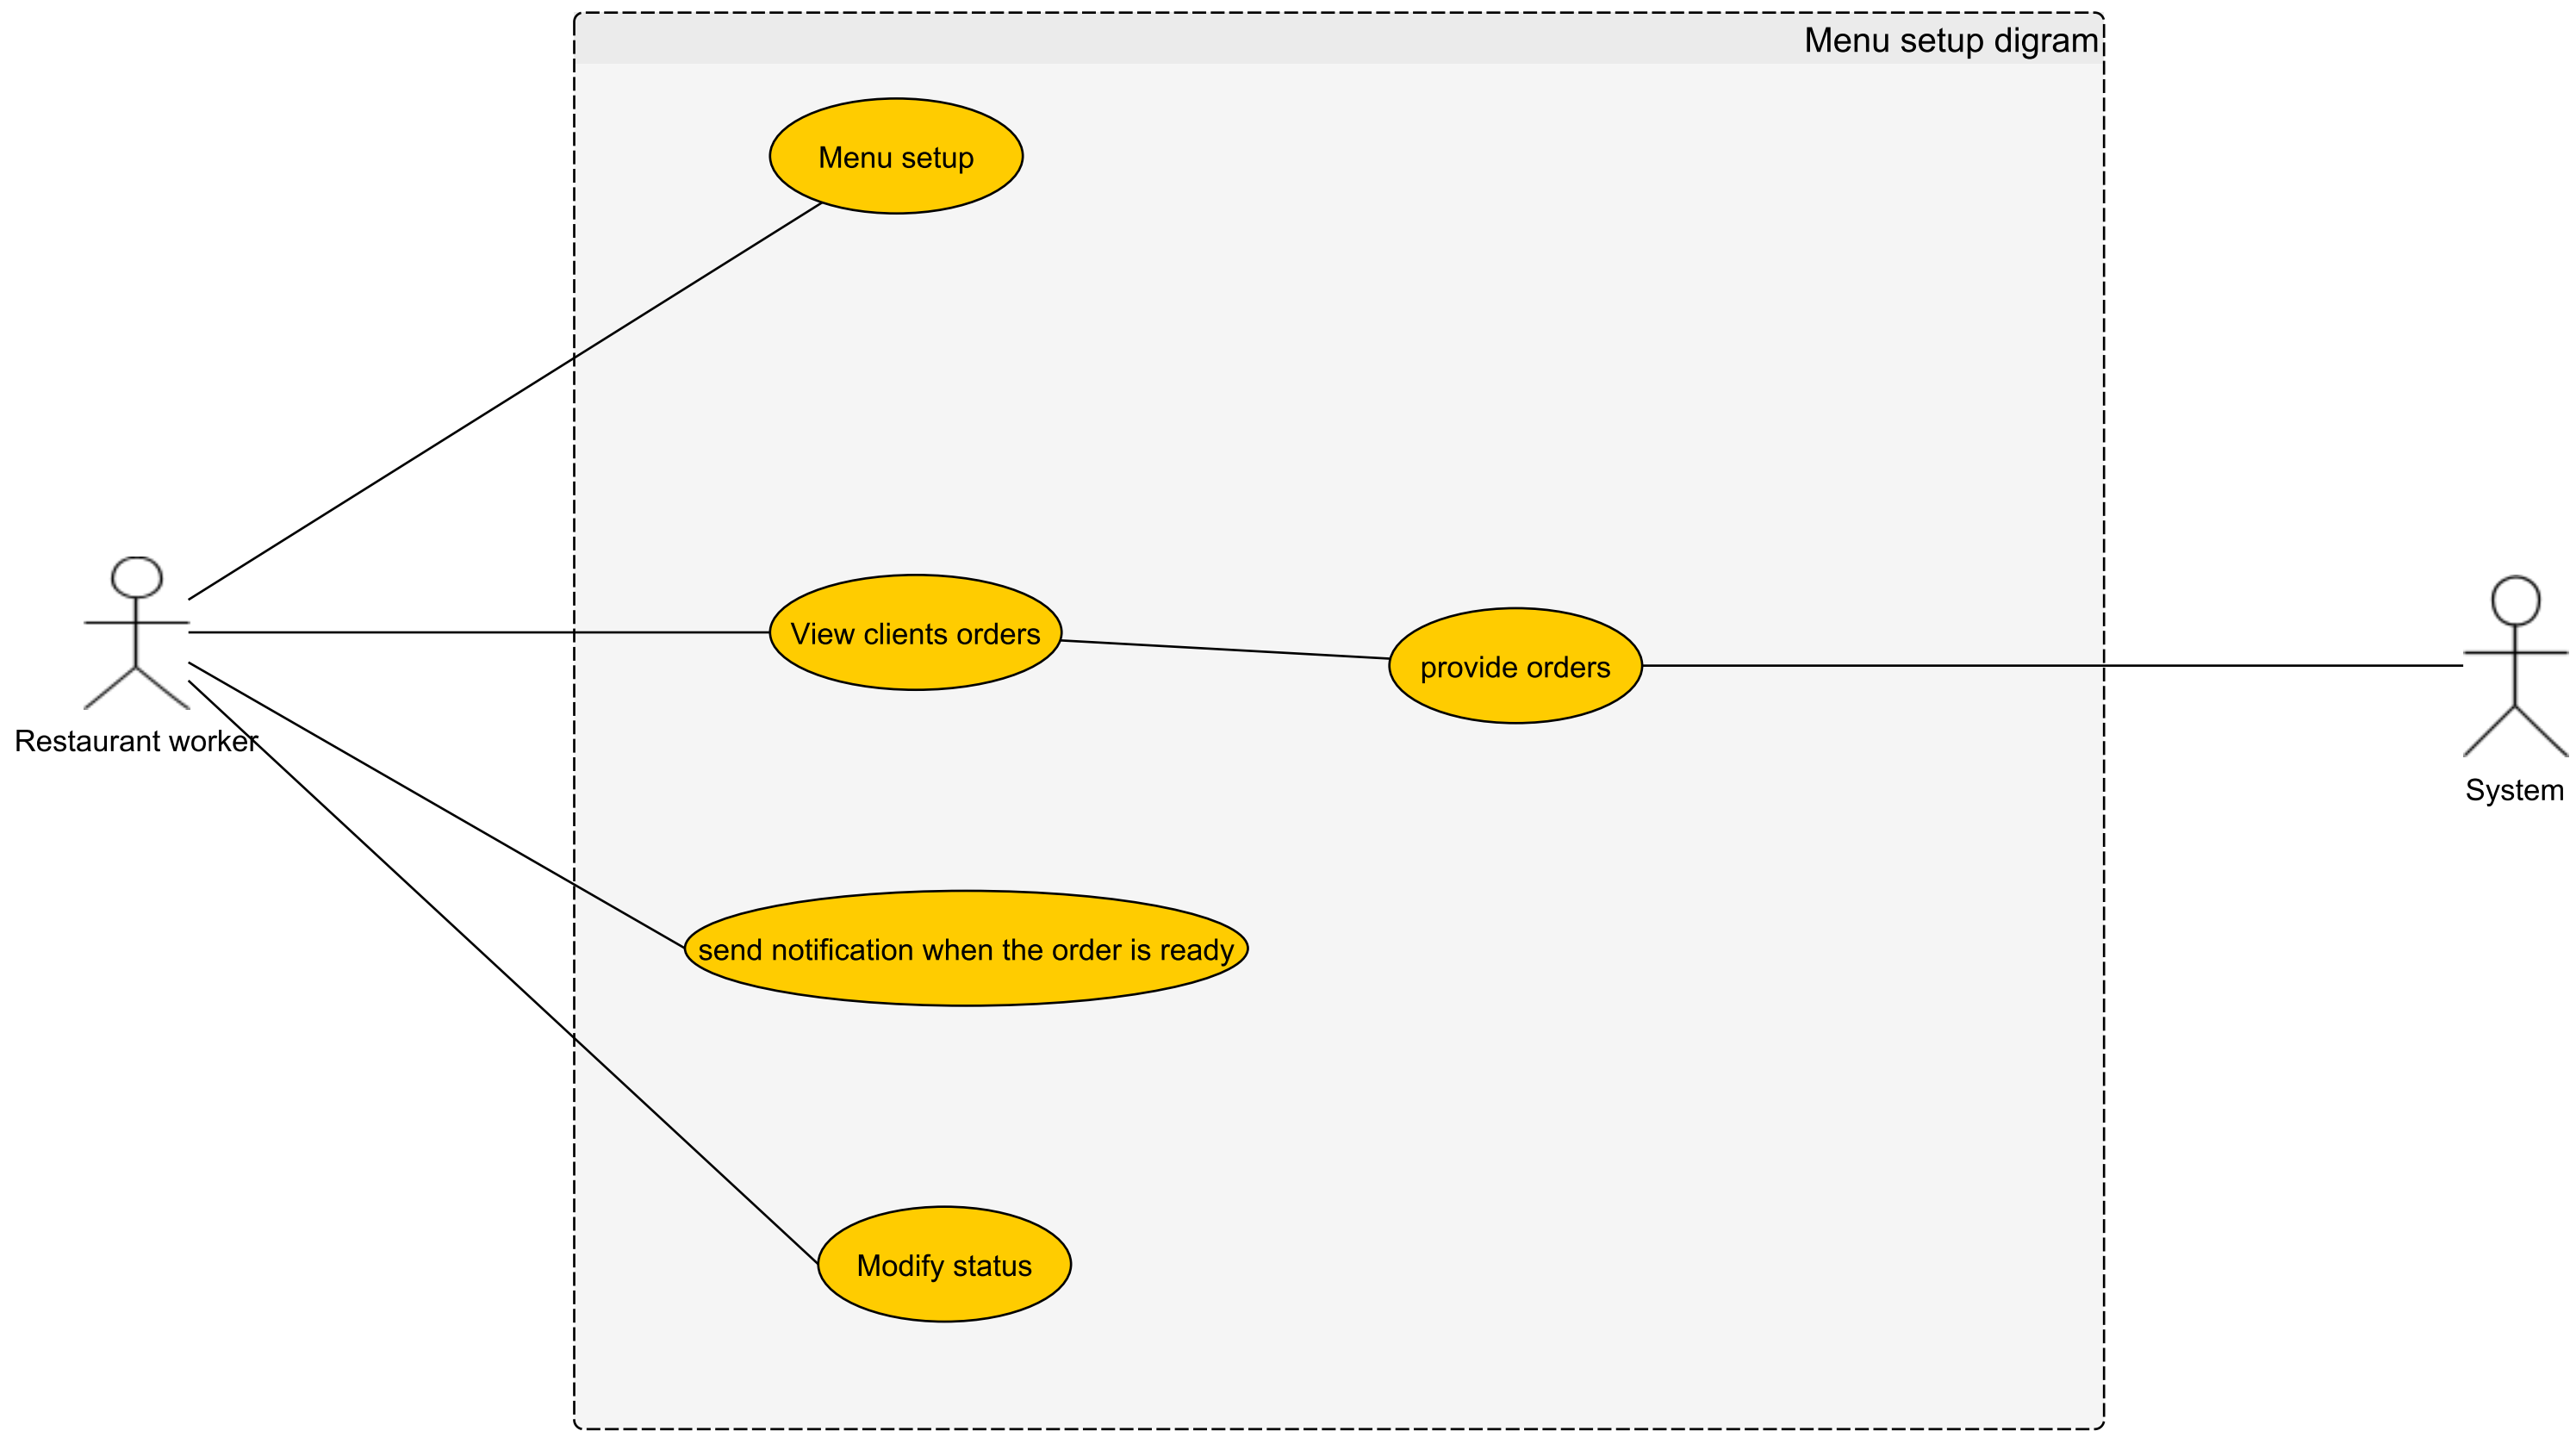 Menu setup digram
Menu setup
View clients orders
provide orders
Restaurant worker
System
send notification when the order is ready
Modify status